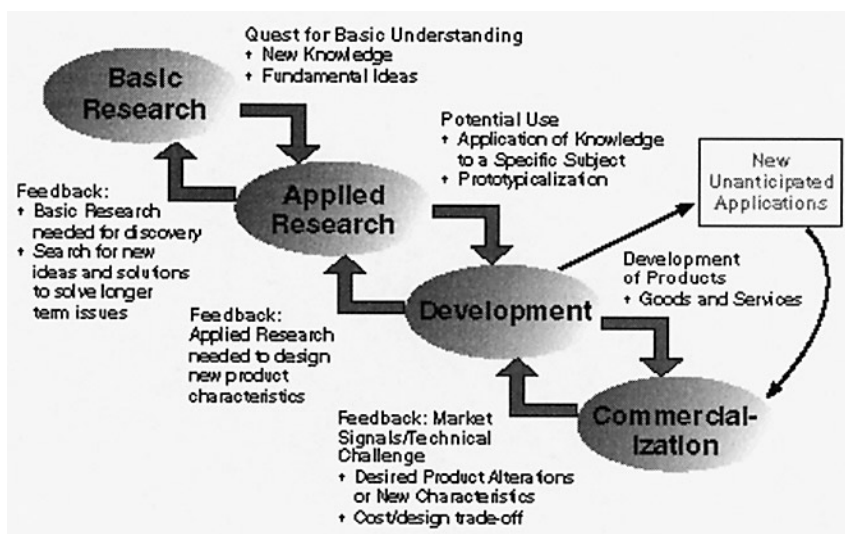 Quest for Basic Understanding
+ New Knowledge
+ Fundamental Ideas
Basic
Research
Potential Use
+ Application of Knowledge
to a Specific Subject
+ Prototypicalization
New
Unanticipated
Applications
Feedback:
+ Basic Research
needed for discovery
+ Search for new
ideas and solutions
to solve longer
term issues
Applied
Research
Development
of Products
+ Goods and Services
Feedback:
Applied Research
needed to design
new product
characteristics
Development
Feedback: Market
Signals/Technical
Challenge
+ Desired Product Alterations
or New Characteristics
+ Cost/design trade-off
Commercial-
ization